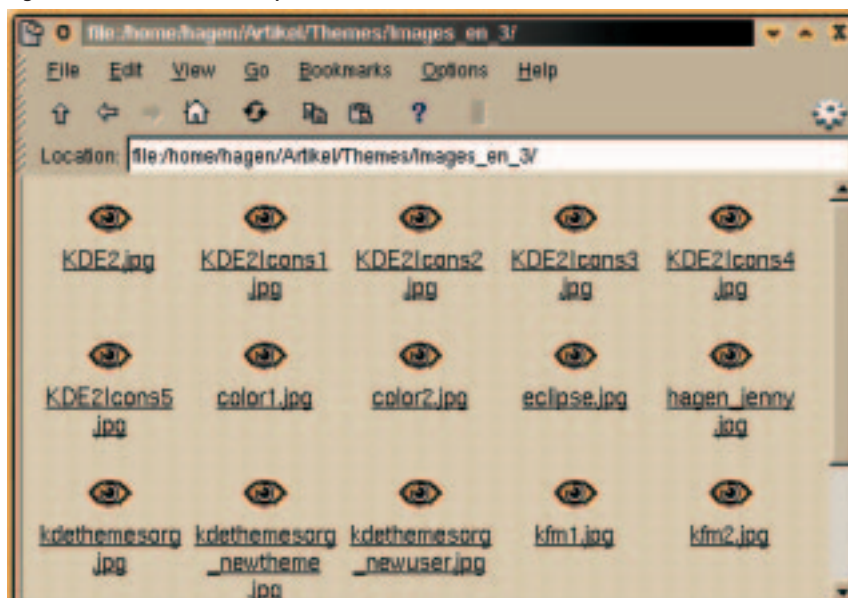 file:/home/hagen/Artikel/Themes/Images_en_3/
File Edit View Go Bookmarks Options Help
Location: file:/home/hagen/Artikel/Themes/Images_en_3/
KDE2.jpg KDE2Icons1 KDE2Icons2 KDE2Icons3 KDE2Icons4
.jpg .jpg .jpg .jpg
KDE2Icons5 color1.jpg color2.jpg eclipse.jpg hagen_jenny
.jpg .jpg
kdethemesorg kdethemesorg kdethemesorg kfm1.jpg kfm2.jpg
.jpg _newtheme _newuser.jpg
.jpg